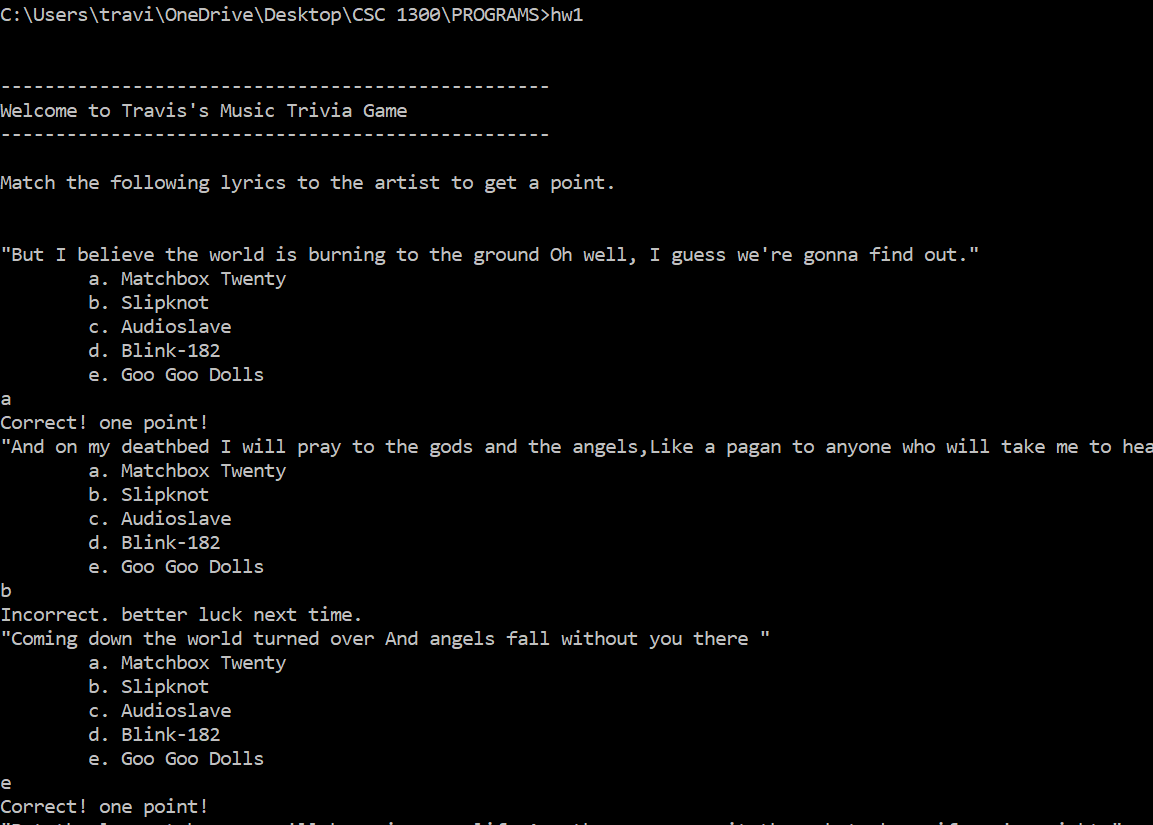 C:\Users\travi\OneDrive\Desktop\CSC 1300\PROGRAMS>hw1
--------------------------------------------------
Welcome to Travis's Music Trivia Game
--------------------------------------------------
Match the following lyrics to the artist to get a point.
"But I believe the world is burning to the ground Oh well, I guess we're gonna find out."
a. Matchbox Twenty
b. Slipknot
c. Audioslave
d. Blink-182
e. Goo Goo Dolls
a
Correct! one point!
"And on my deathbed I will pray to the gods and the angels,Like a pagan to anyone who will take me to hea
a. Matchbox Twenty
b. Slipknot
c. Audioslave
d. Blink-182
e. Goo Goo Dolls
b
Incorrect. better luck next time.
"Coming down the world turned over And angels fall without you there "
a. Matchbox Twenty
b. Slipknot
c. Audioslave
d. Blink-182
e. Goo Goo Dolls
e
Correct! one point!